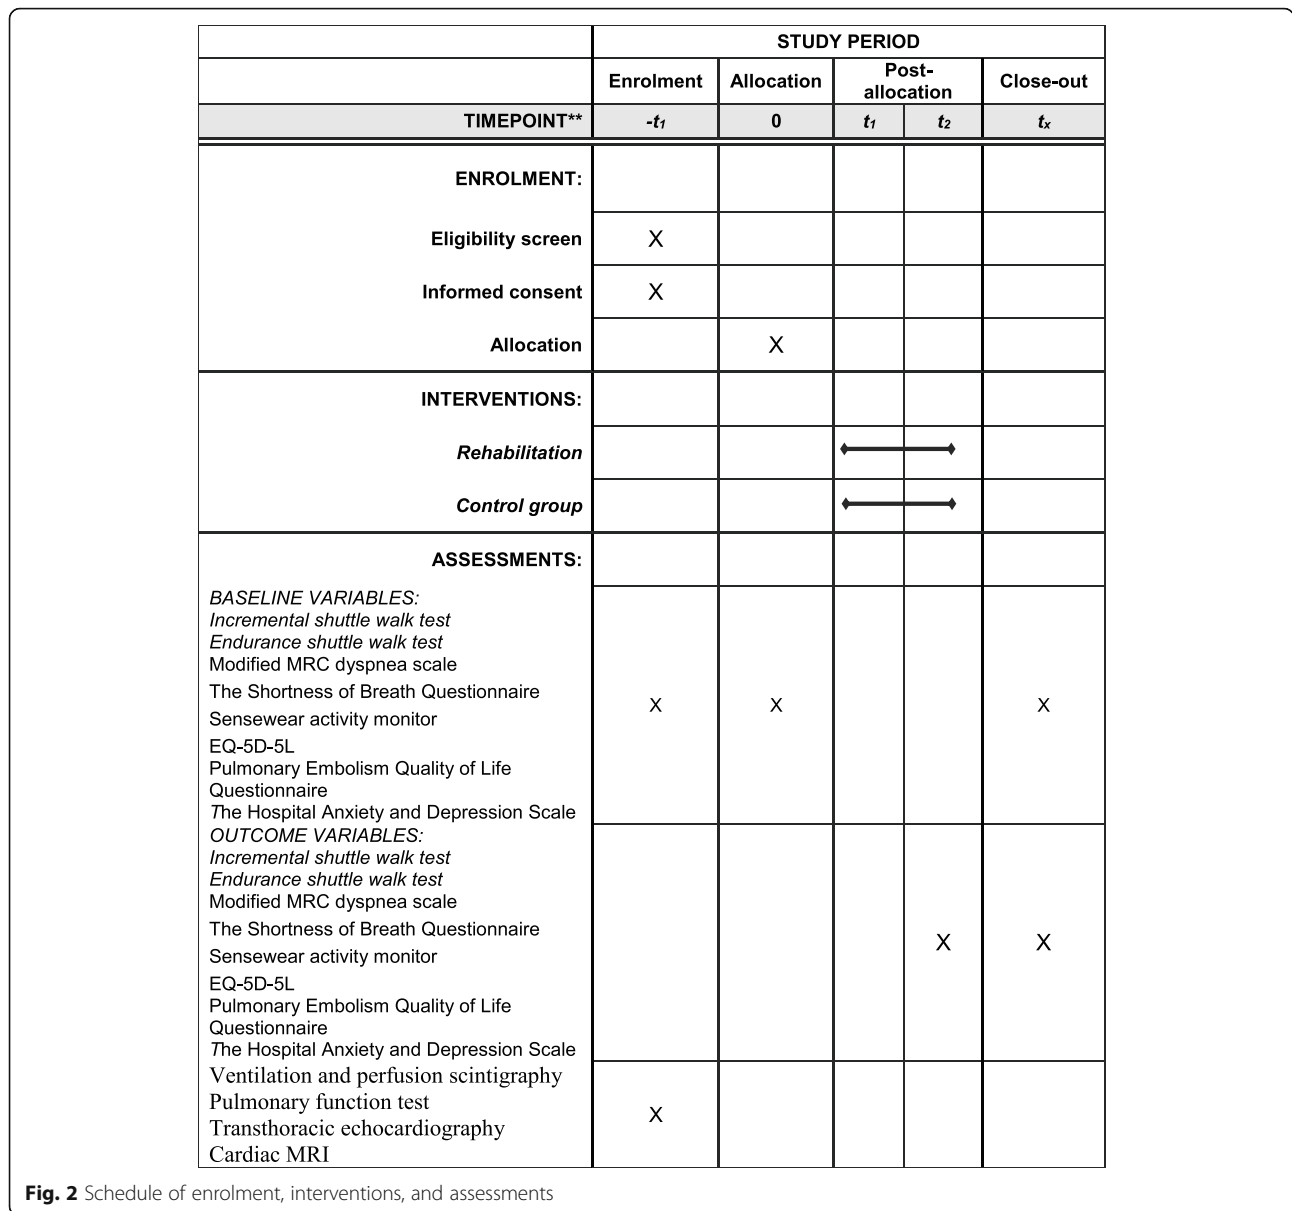 STUDY PERIOD
Enrolment Allocation Post-allocation Close-out
TIMEPOINT** -t1 0 t1 t2 tx
ENROLMENT:
Eligibility screen X
Informed consent X
Allocation X
INTERVENTIONS:
Rehabilitation
Control group
ASSESSMENTS:
BASELINE VARIABLES:
Incremental shuttle walk test
Endurance shuttle walk test
Modified MRC dyspnea scale
The Shortness of Breath Questionnaire
X X X
Sensewear activity monitor
EQ-5D-5L
Pulmonary Embolism Quality of Life
Questionnaire
The Hospital Anxiety and Depression Scale
OUTCOME VARIABLES:
Incremental shuttle walk test
Endurance shuttle walk test
Modified MRC dyspnea scale
The Shortness of Breath Questionnaire
X X
Sensewear activity monitor
EQ-5D-5L
Pulmonary Embolism Quality of Life
Questionnaire
The Hospital Anxiety and Depression Scale
Ventilation and perfusion scintigraphy
Pulmonary function test
X
Transthoracic echocardiography
Cardiac MRI
Fig. 2 Schedule of enrolment, interventions, and assessments